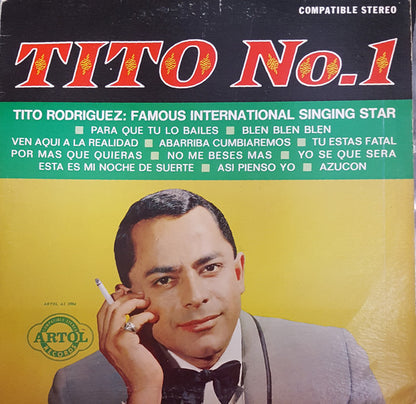 COMPATIBLE STEREO
TITO No.1
TITO RODRIGUEZ: FAMOUS INTERNATIONAL SINGING STAR
■ PARA QUE TU LO BAILES ■ BLEN BLEN BLEN
VEN AQUI A LA REALIDAD ■ ABARRIBA CUMBIAREMOS ■ TU ESTAS FATAL
POR MAS QUE QUIERAS ■ NO ME BESES MAS ■ YO SE QUE SERA
ESTA ES MI NOCHE DE SUERTE ■ ASI PIENSO YO ■ AZUCON
ARTOL
RECORDS